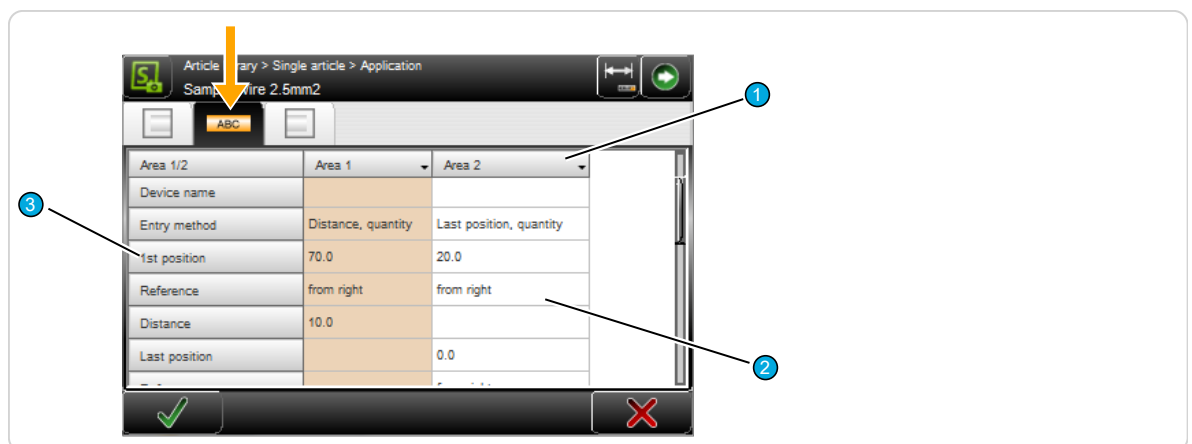 Article rary > Single article > Application
Samp Wire 2.5mm2
ABC
1
Area 1/2 Area 1 Area 2
Device name
3
Entry method Distance, quantity Last position, quantity
1st position 70.0 20.0
Reference from right from right
Distance 10.0
Last position 0.0
2